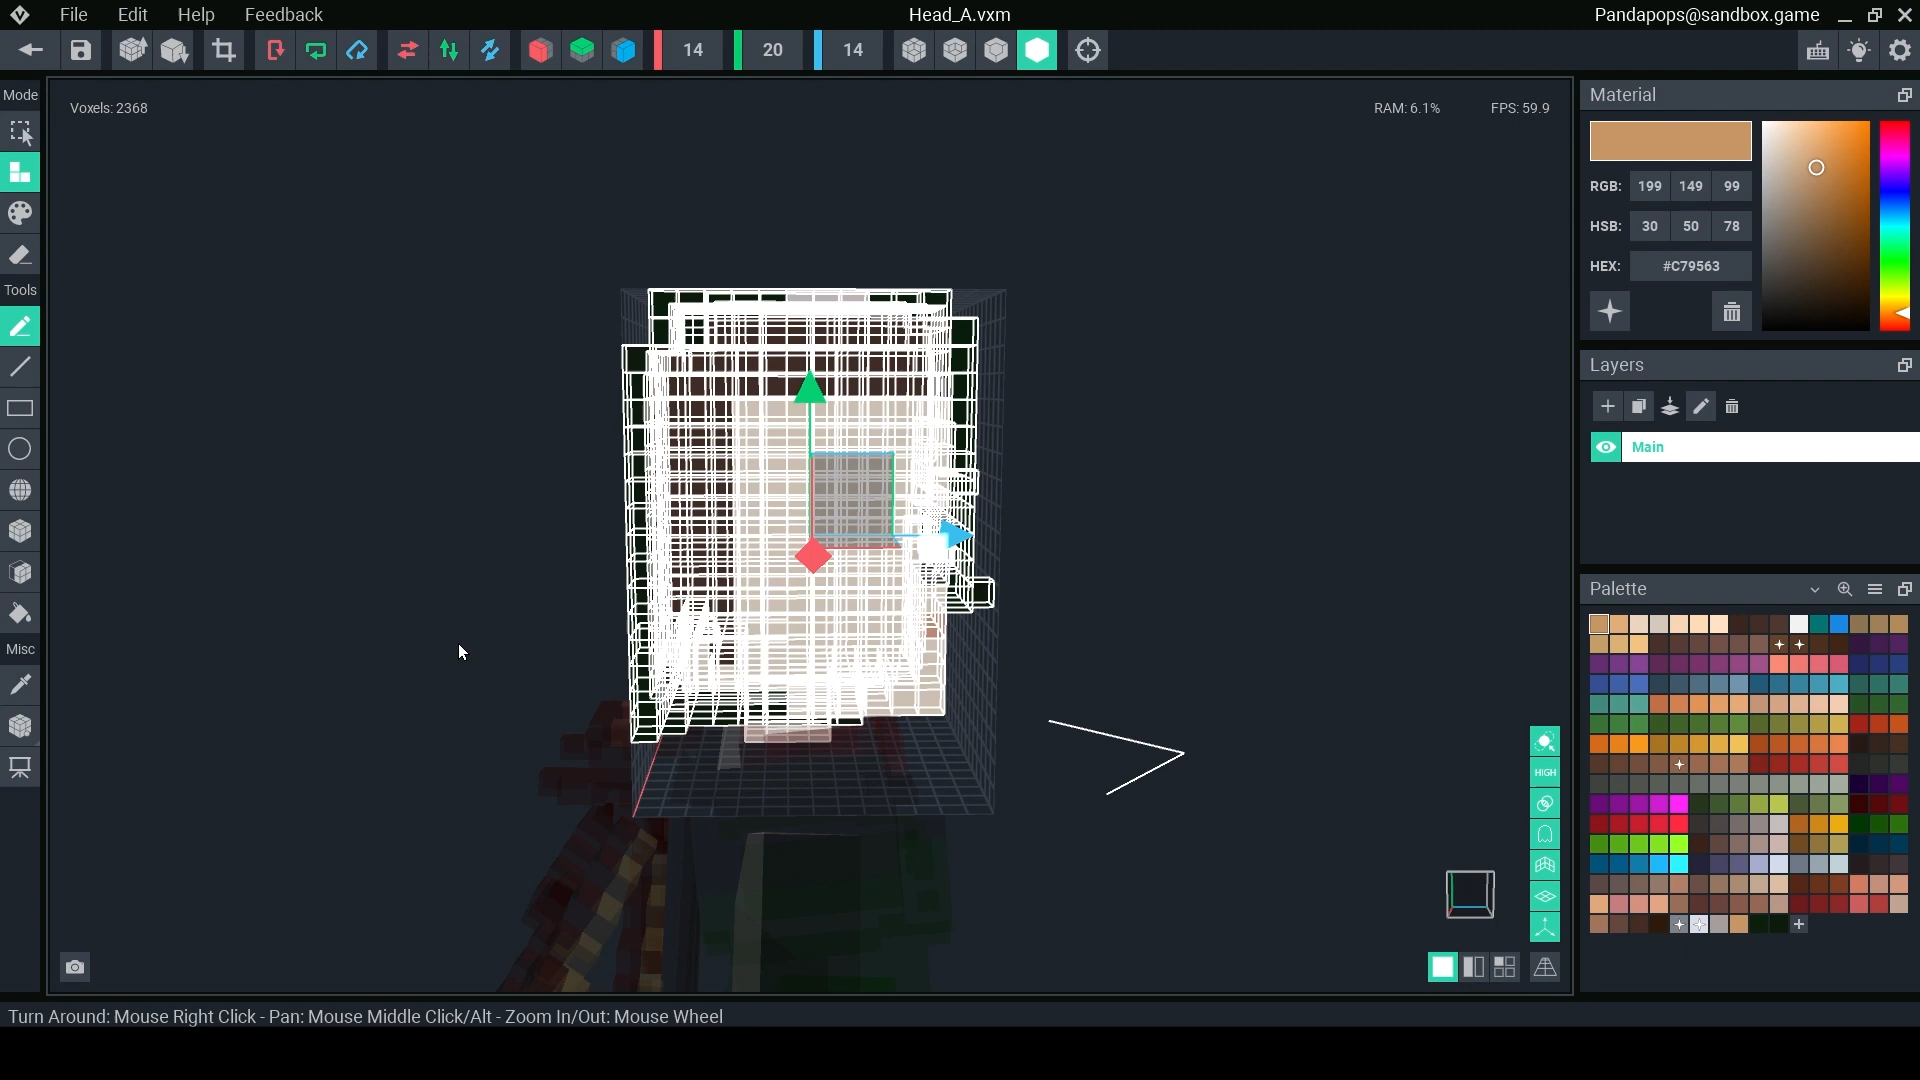 File Edit Help Feedback
Head_A.vxm
Pandapops@sandbox.game
14 20 14
Mode
Voxels: 2368
RAM: 6.1%
FPS: 59.9
Material
RGB: 199 149 99
HSB: 30 50 78
HEX: #C79563
Tools
Layers
Main
Palette
Misc
HIGH
Turn Around: Mouse Right Click - Pan: Mouse Middle Click/Alt - Zoom In/Out: Mouse Wheel